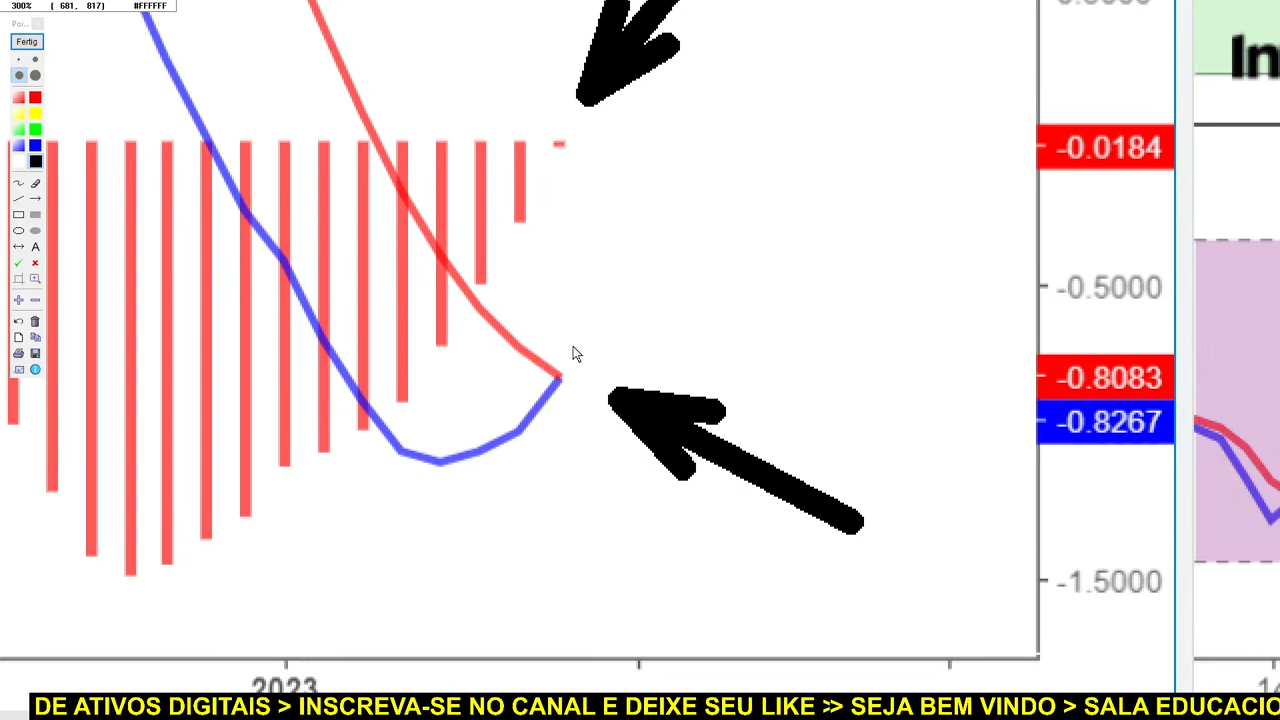 300% ( 681, 817) #FFFFFF
Poi...
Fertig
In
-0.0184
-0.5000
-0.8083
-0.8267
-1.5000
2023
DE ATIVOS DIGITAIS > INSCREVA-SE NO CANAL E DEIXE SEU LIKE >> SEJA BEM VINDO > SALA EDUCACIO